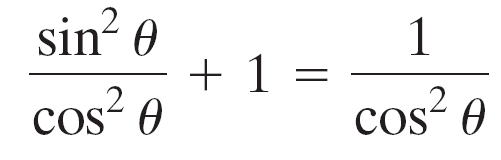 sin² θ / cos² θ + 1 = 1 / cos² θ